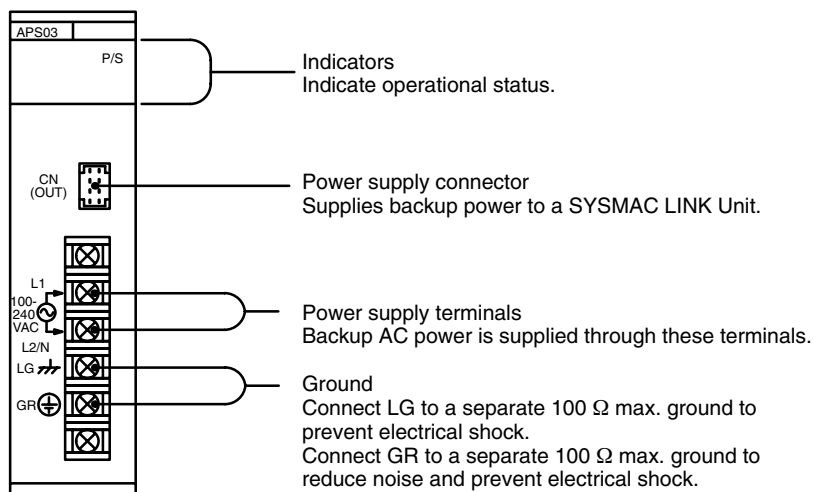 APS03
P/S
Indicators
Indicate operational status.
CN
(OUT)
Power supply connector
Supplies backup power to a SYSMAC LINK Unit.
L1
100-
240
VAC
L2/N
Power supply terminals
Backup AC power is supplied through these terminals.
LG
GR
Ground
Connect LG to a separate 100 Ω max. ground to
prevent electrical shock.
Connect GR to a separate 100 Ω max. ground to
reduce noise and prevent electrical shock.